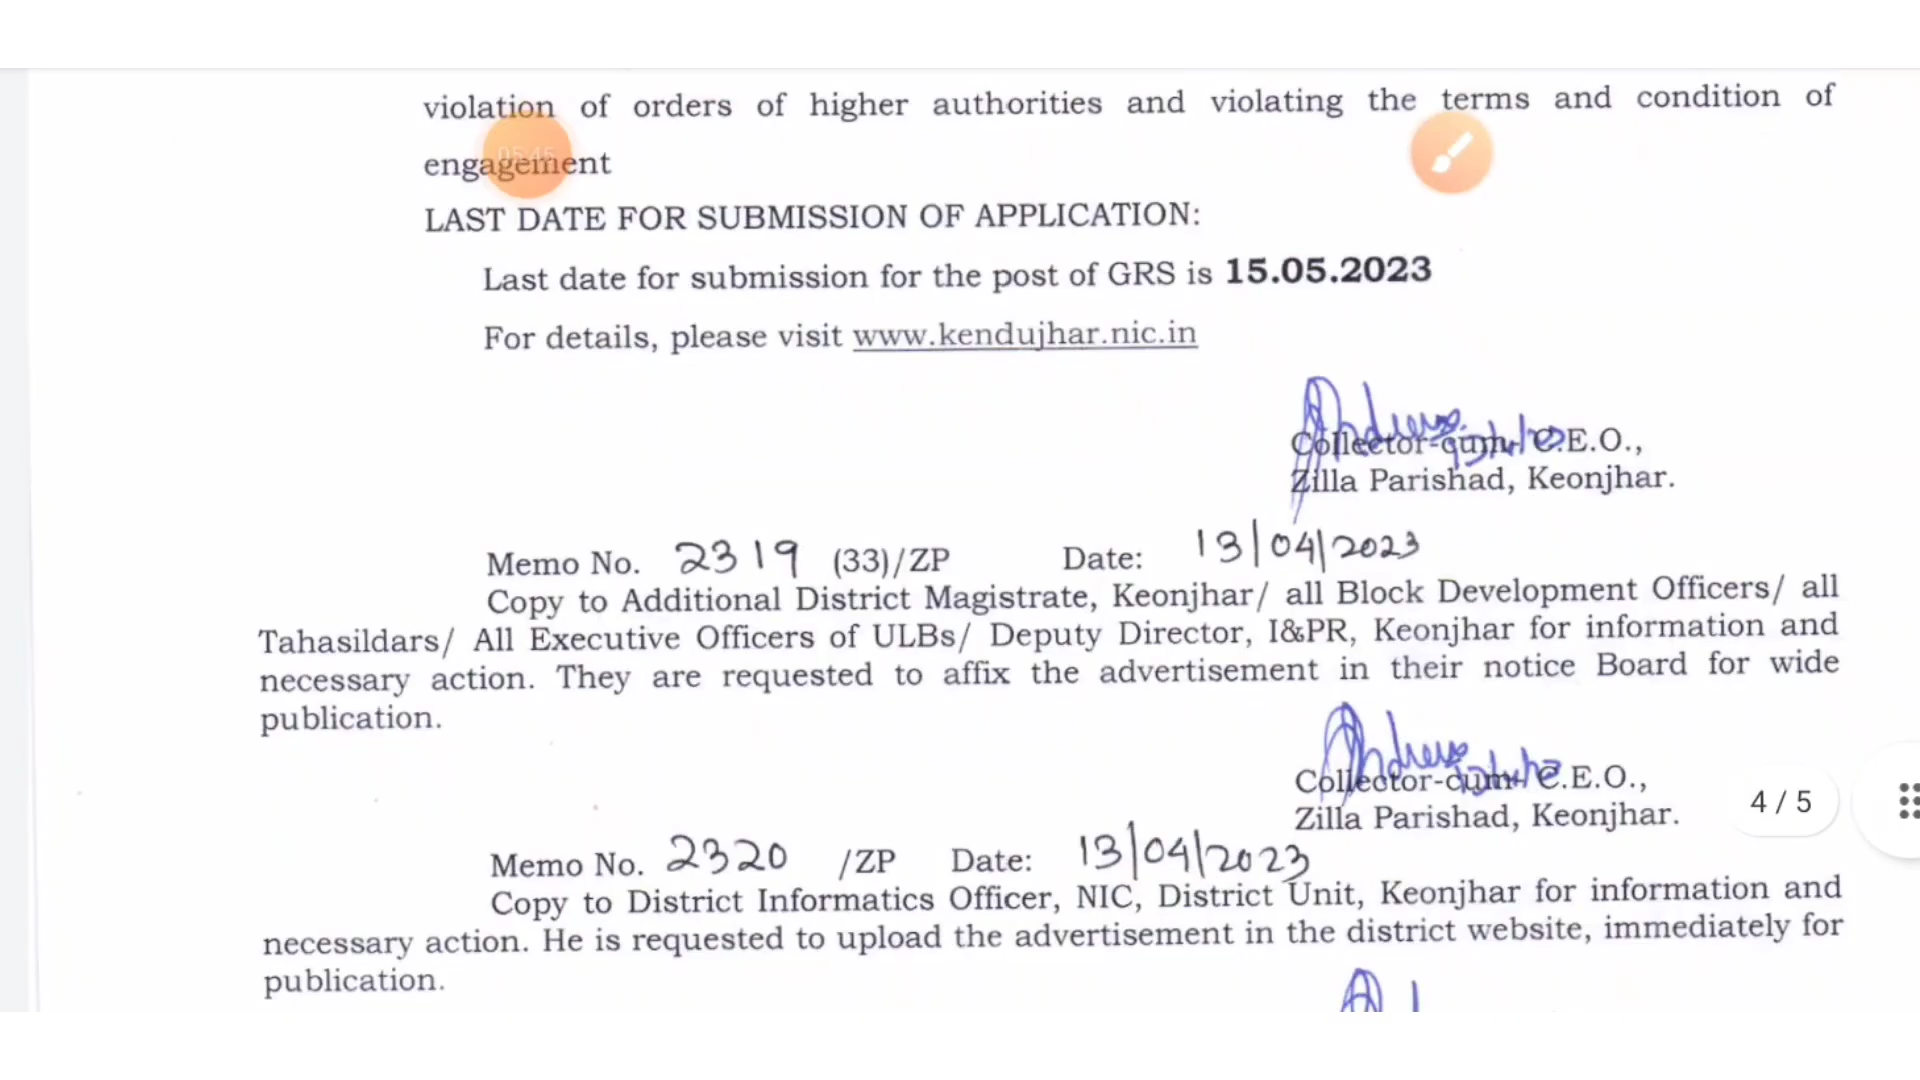 violation of orders of higher authorities and violating the terms and condition of
engagement
05:45
LAST DATE FOR SUBMISSION OF APPLICATION:
Last date for submission for the post of GRS is 15.05.2023
For details, please visit www.kendujhar.nic.in
Collector-cum- C.E.O.,
Zilla Parishad, Keonjhar.
Memo No. 2319 (33)/ZP Date: 13/04/2023
Copy to Additional District Magistrate, Keonjhar/ all Block Development Officers/ all
Tahasildars/ All Executive Officers of ULBs/ Deputy Director, I&PR, Keonjhar for information and
necessary action. They are requested to affix the advertisement in their notice Board for wide
publication.
Collector-cum- C.E.O.,
Zilla Parishad, Keonjhar.
4 / 5
Memo No. 2320 /ZP Date: 13/04/2023
Copy to District Informatics Officer, NIC, District Unit, Keonjhar for information and
necessary action. He is requested to upload the advertisement in the district website, immediately for
publication.